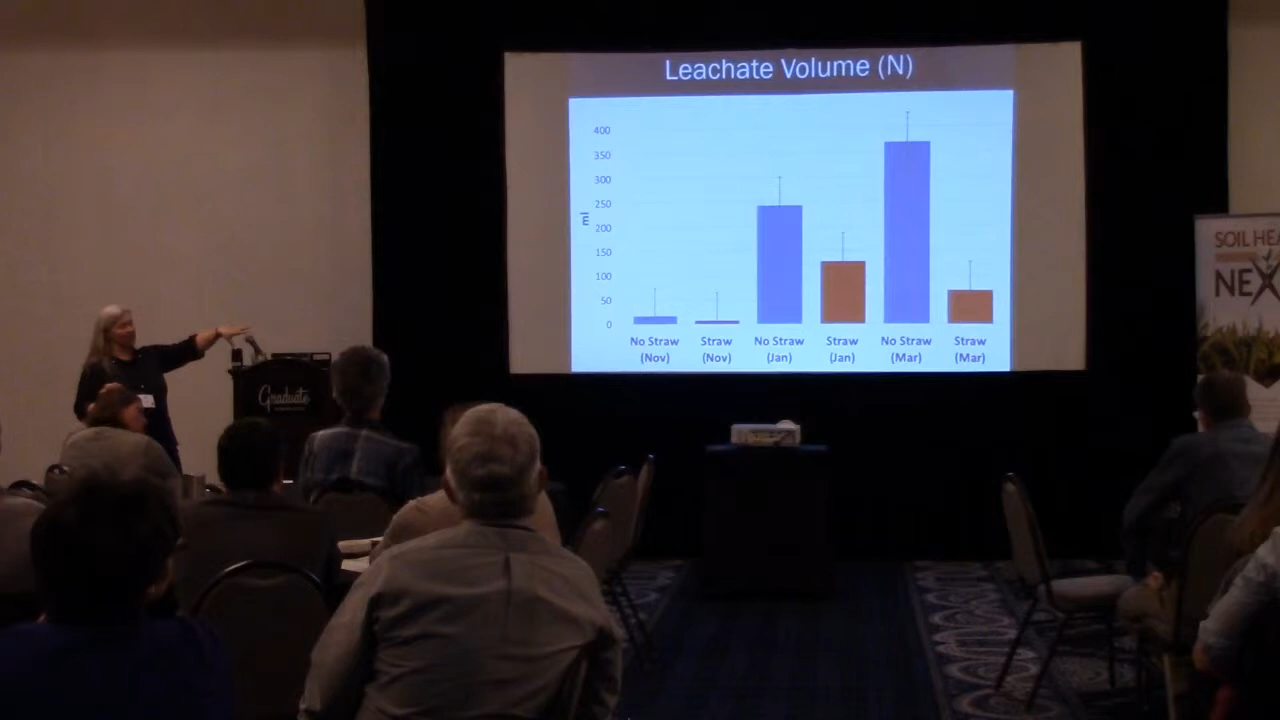 Leachate Volume (N)
400
350
300
250
200
150
100
50
0
ml
No Straw (Nov)
Straw (Nov)
No Straw (Jan)
Straw (Jan)
No Straw (Mar)
Straw (Mar)
Graduate
SOIL HEA
NEX